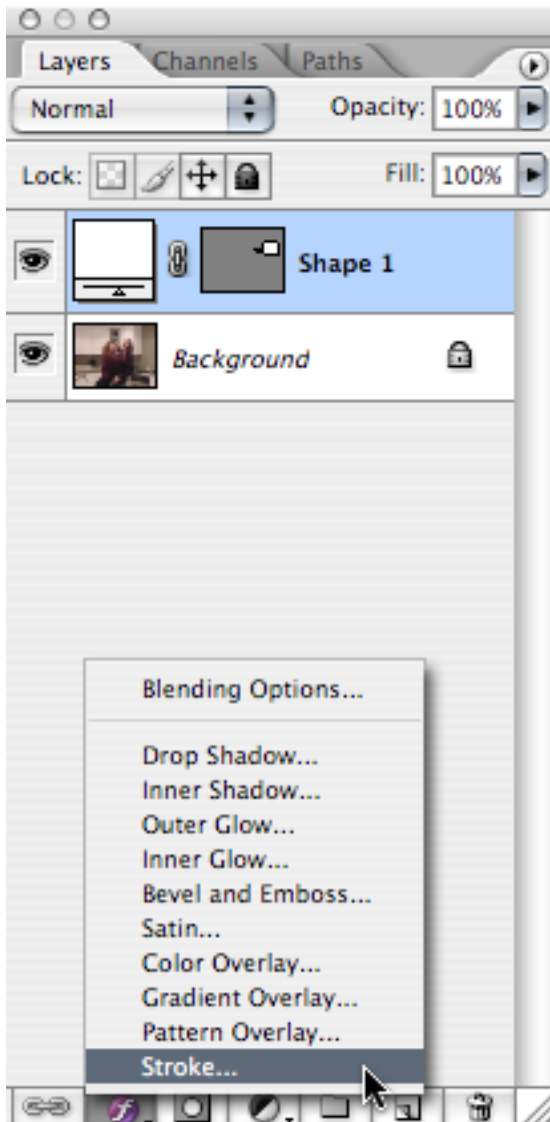 Layers Channels Paths
Normal Opacity: 100%
Lock: Fill: 100%
Shape 1
Background
Blending Options...
Drop Shadow...
Inner Shadow...
Outer Glow...
Inner Glow...
Bevel and Emboss...
Satin...
Color Overlay...
Gradient Overlay...
Pattern Overlay...
Stroke...